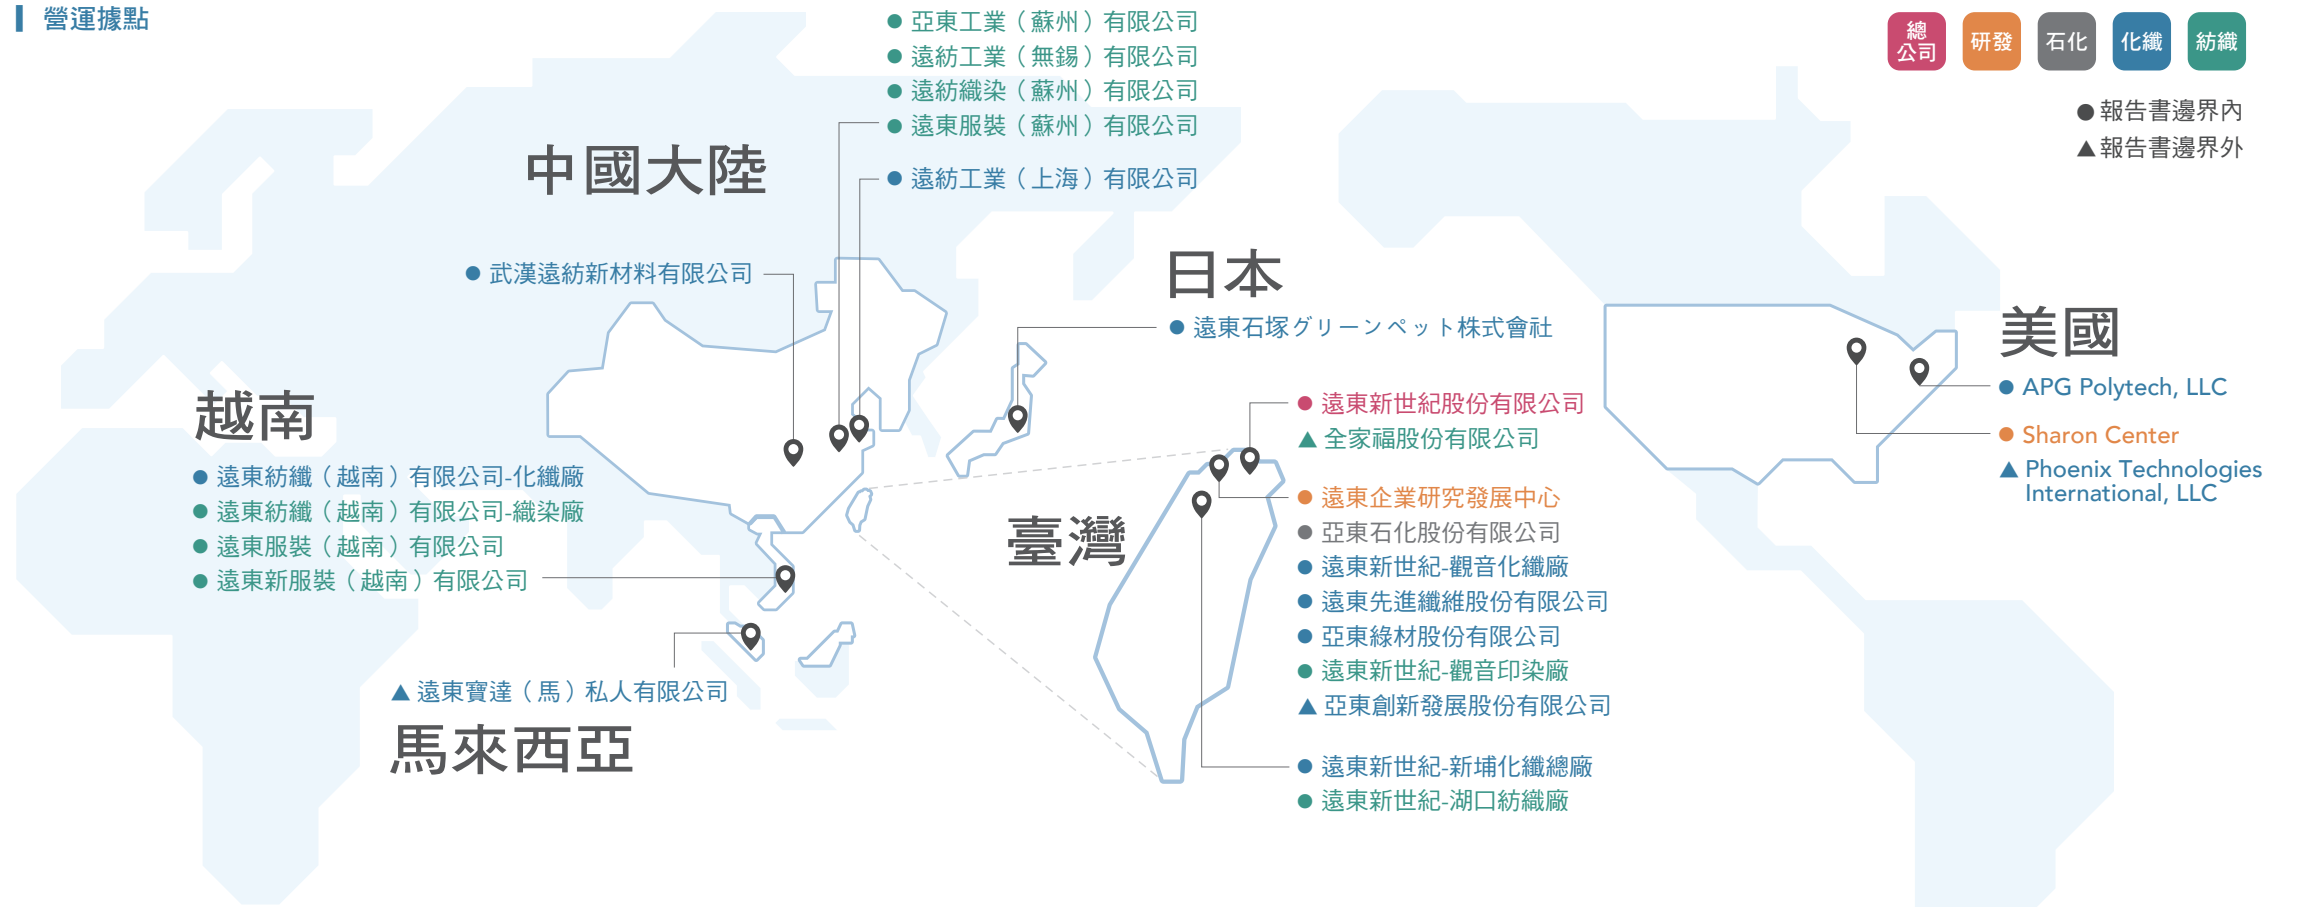 營運據點
總
公司
研發
石化
化纖
紡織
●報告書邊界內
▲報告書邊界外
中國大陸
● 亞東工業（蘇州）有限公司
● 遠紡工業（無錫）有限公司
● 遠紡織染（蘇州）有限公司
● 遠東服裝（蘇州）有限公司
● 遠紡工業（上海）有限公司
● 武漢遠紡新材料有限公司
日本
● 遠東石塚グリーンペット株式會社
美國
● APG Polytech, LLC
● Sharon Center
▲ Phoenix Technologies
International, LLC
越南
● 遠東紡纖（越南）有限公司-化纖廠
● 遠東紡纖（越南）有限公司-織染廠
● 遠東服裝（越南）有限公司
● 遠東新服裝（越南）有限公司
臺灣
● 遠東新世紀股份有限公司
▲ 全家福股份有限公司
● 遠東企業研究發展中心
● 亞東石化股份有限公司
● 遠東新世紀-觀音化纖廠
● 遠東先進纖維股份有限公司
● 亞東綠材股份有限公司
● 遠東新世紀-觀音印染廠
▲ 亞東創新發展股份有限公司
● 遠東新世紀-新埔化纖總廠
● 遠東新世紀-湖口紡織廠
▲ 遠東寶達（馬）私人有限公司
馬來西亞